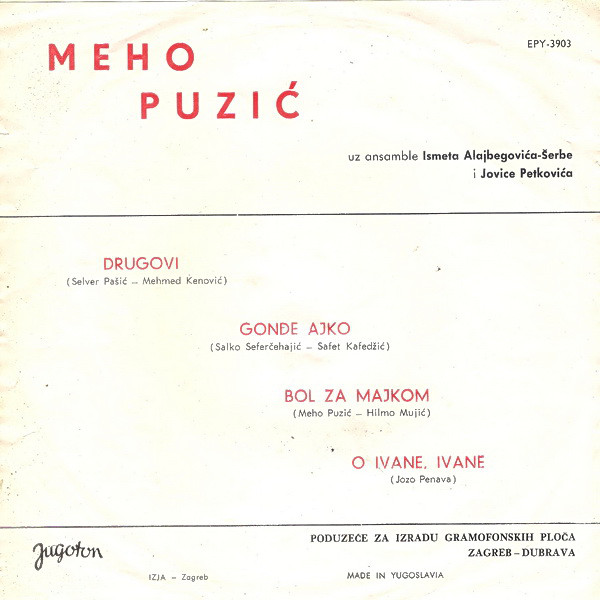 MEHO
PUZIĆ
EPY-3903
uz ansamble Ismeta Alajbegovića-Šerbe
i Jovice Petkovića
DRUGOVI
(Selver Pašić – Mehmed Kenović)
GONĐE AJKO
(Salko Seferčehajić – Safet Kafedžić)
BOL ZA MAJKOM
(Meho Puzić – Hilmo Mujić)
O IVANE, IVANE
(Jozo Penava)
Jugoton
PODUZEĆE ZA IZRADU GRAMOFONSKIH PLOČA
ZAGREB – DUBRAVA
IZJA – Zagreb
MADE IN YUGOSLAVIA